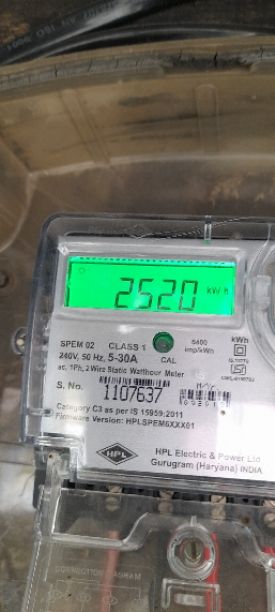 2520 kWh
SPEM 02 CLASS 1 6400 imp/kWh kWh
240V, 50 Hz, 5-30A CAL
ac, 1Ph, 2 Wire Static Watthour Meter
S. No. 1107637
Category C3 as per IS 15959:2011
Firmware Version: HPLSPEM6XXX01
HPL
HPL Electric & Power Ltd
Gurugram (Haryana) INDIA
CONNECTION DIAGRAM